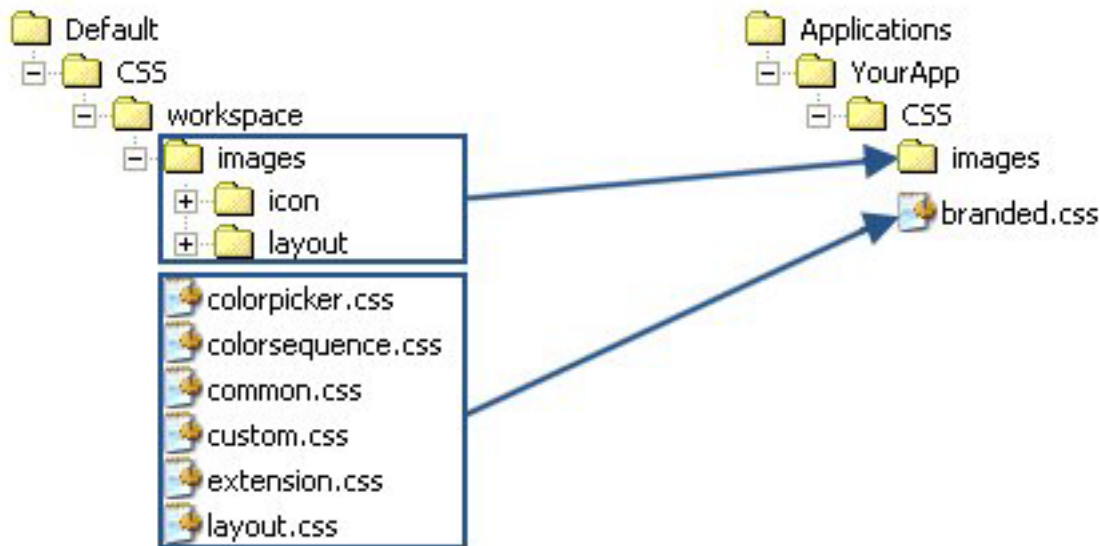 Default
CSS
workspace
images
icon
layout
colorpicker.css
colorsequence.css
common.css
custom.css
extension.css
layout.css
Applications
YourApp
CSS
images
branded.css